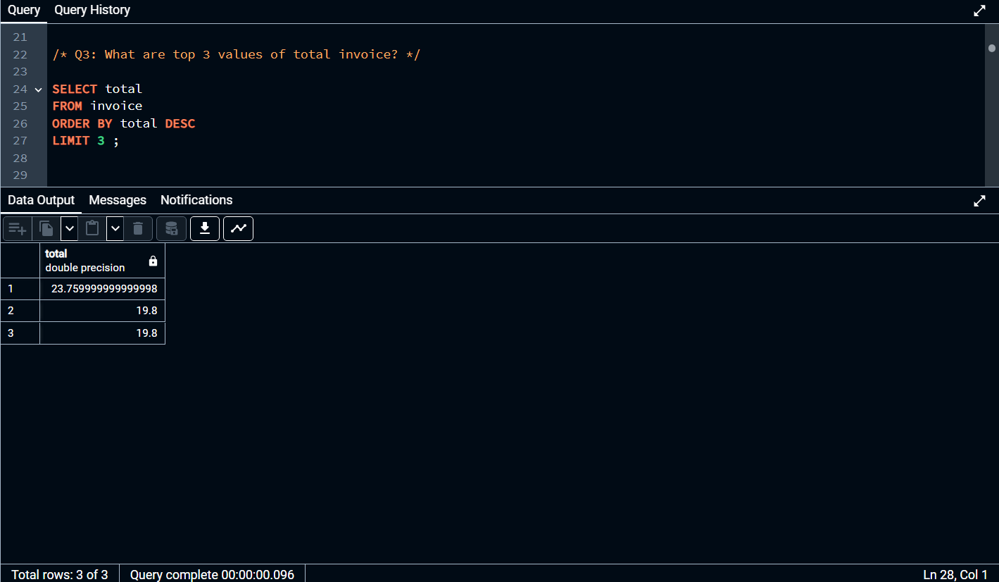 Query Query History
21
22 /* Q3: What are top 3 values of total invoice? */
23
24 SELECT total
25 FROM invoice
26 ORDER BY total DESC
27 LIMIT 3 ;
28
29
Data Output Messages Notifications
total
double precision
1 23.759999999999998
2 19.8
3 19.8
Total rows: 3 of 3 Query complete 00:00:00.096 Ln 28, Col 1